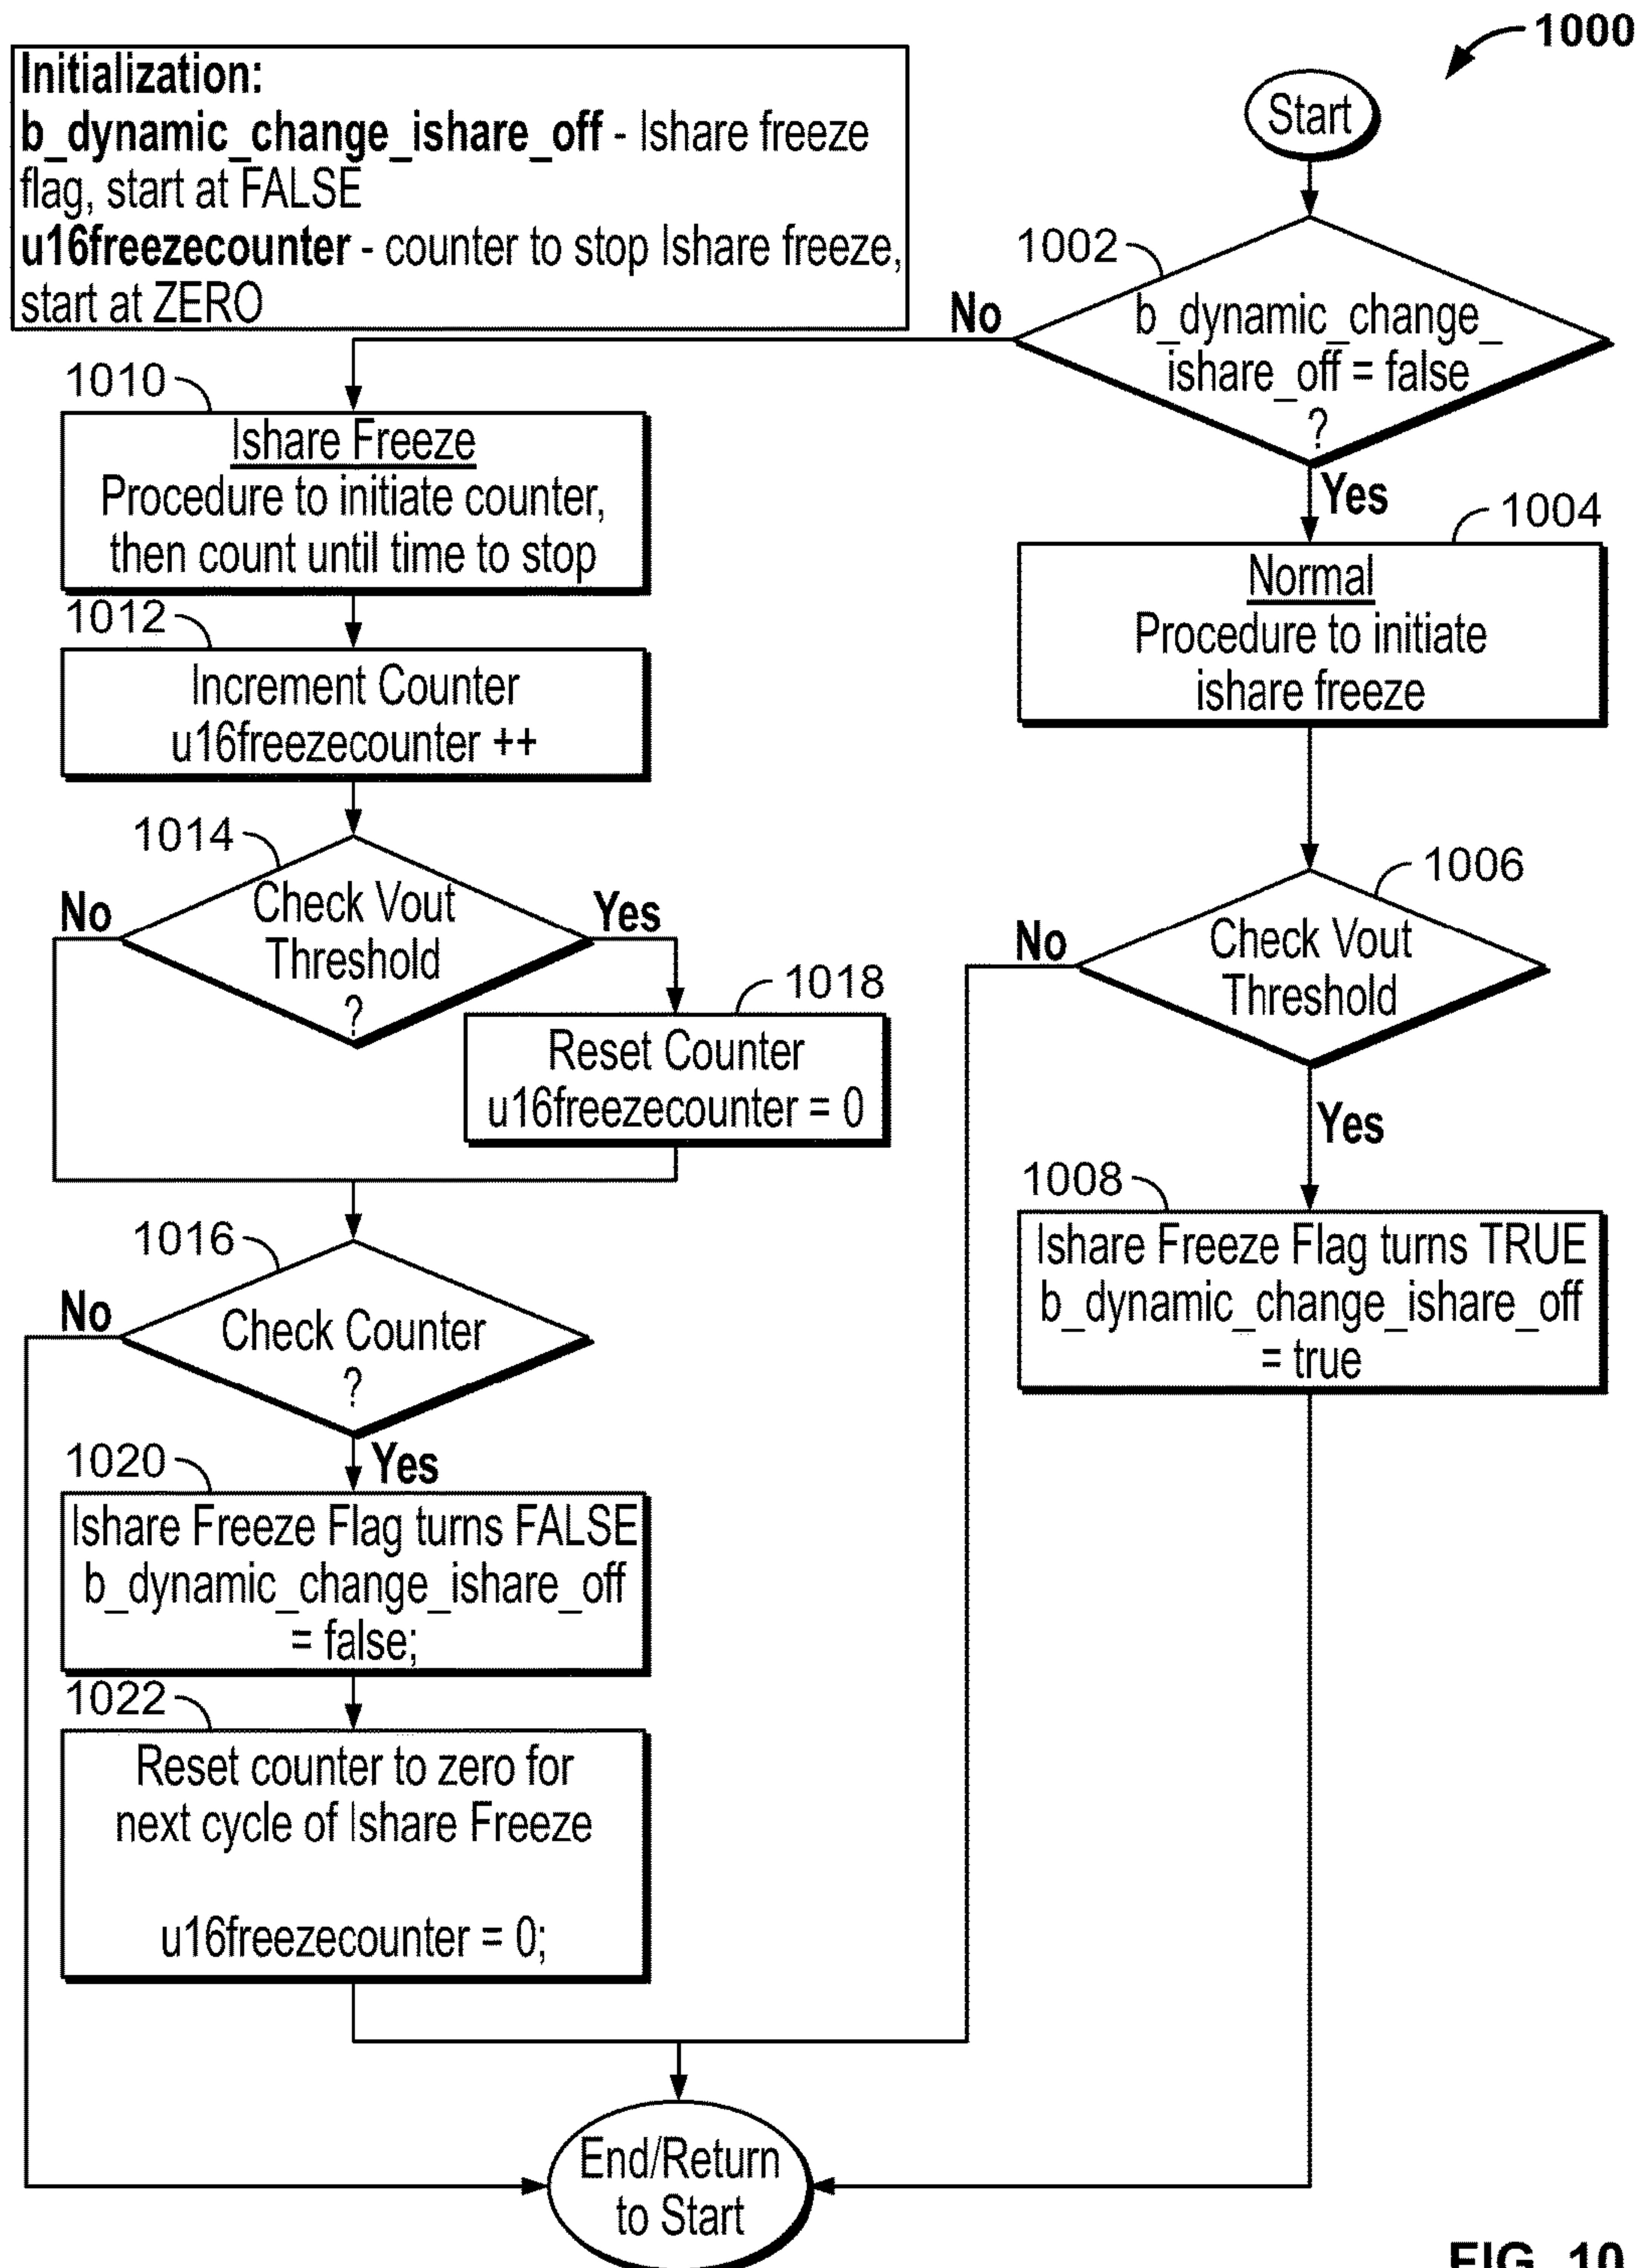 1000
Initialization:
b_dynamic_change_ishare_off - Ishare freeze
flag, start at FALSE
u16freezecounter - counter to stop Ishare freeze,
start at ZERO
Start
1002
b_dynamic_change_
ishare_off = false
?
No
Yes
1004
Normal
Procedure to initiate
ishare freeze
1006
Check Vout
Threshold
No
Yes
1008
Ishare Freeze Flag turns TRUE
b_dynamic_change_ishare_off
= true
1010
Ishare Freeze
Procedure to initiate counter,
then count until time to stop
1012
Increment Counter
u16freezecounter ++
1014
Check Vout
Threshold
?
No
Yes
1018
Reset Counter
u16freezecounter = 0
1016
Check Counter
?
No
Yes
1020
Ishare Freeze Flag turns FALSE
b_dynamic_change_ishare_off
= false;
1022
Reset counter to zero for
next cycle of Ishare Freeze
u16freezecounter = 0;
End/Return
to Start
FIG. 10